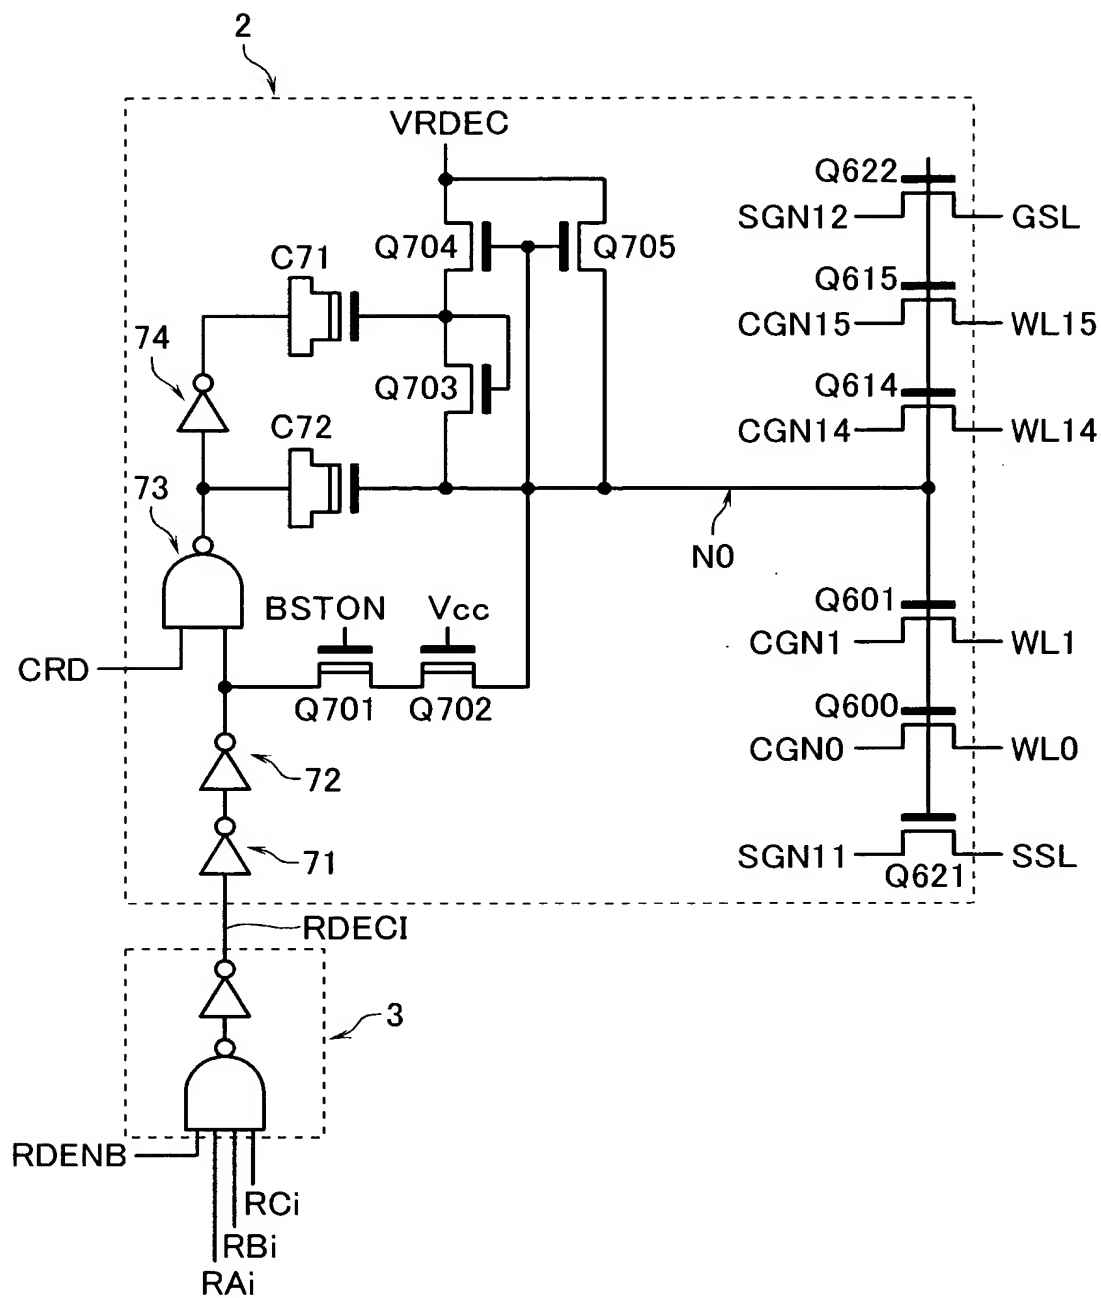 2
VRDEC
Q622
SGN12
GSL
Q704
Q705
C71
Q615
CGN15
WL15
74
Q703
Q614
C72
CGN14
WL14
73
N0
BSTON
Vcc
Q601
CGN1
WL1
CRD
Q701
Q702
Q600
CGN0
WL0
72
71
SGN11
SSL
Q621
RDECI
3
RDENB
RCi
RBi
RAi